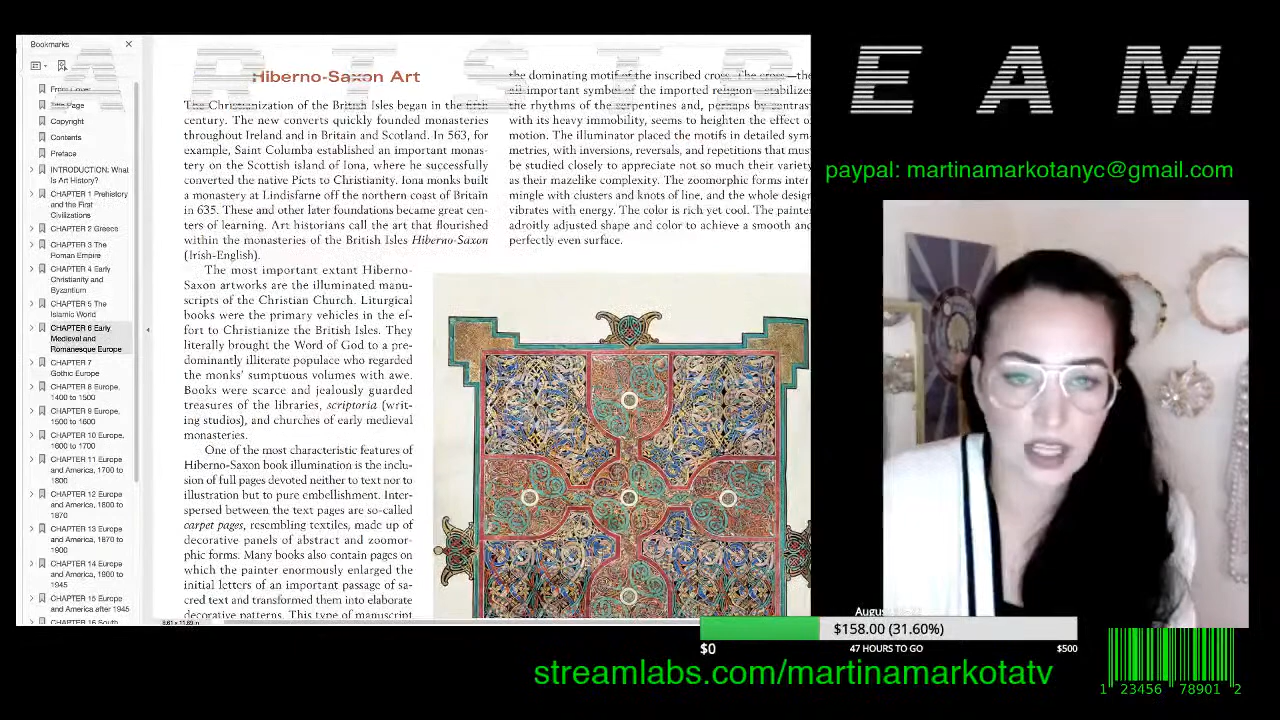 ARTSTREAM
Bookmarks
Front Cover
Title Page
Copyright
Contents
Preface
INTRODUCTION: What
Is Art History?
CHAPTER 1 Prehistory
and the First
Civilizations
CHAPTER 2 Greece
CHAPTER 3 The
Roman Empire
CHAPTER 4 Early
Christianity and
Byzantium
CHAPTER 5 The
Islamic World
CHAPTER 6 Early
Medieval and
Romanesque Europe
CHAPTER 7
Gothic Europe
CHAPTER 8 Europe,
1400 to 1500
CHAPTER 9 Europe,
1500 to 1600
CHAPTER 10 Europe,
1600 to 1700
CHAPTER 11 Europe
and America, 1700 to
1800
CHAPTER 12 Europe
and America, 1800 to
1870
CHAPTER 13 Europe
and America, 1870 to
1900
CHAPTER 14 Europe
and America, 1900 to
1945
CHAPTER 15 Europe
and America after 1945
CHAPTER 16 South
Hiberno-Saxon Art
The Christianization of the British Isles began in the fifth
century. The new converts quickly founded monasteries
throughout Ireland and in Britain and Scotland. In 563, for
example, Saint Columba established an important monas-
tery on the Scottish island of Iona, where he successfully
converted the native Picts to Christianity. Iona monks built
a monastery at Lindisfarne off the northern coast of Britain
in 635. These and other later foundations became great cen-
ters of learning. Art historians call the art that flourished
within the monasteries of the British Isles Hiberno-Saxon
(Irish-English).
The most important extant Hiberno-
Saxon artworks are the illuminated manu-
scripts of the Christian Church. Liturgical
books were the primary vehicles in the ef-
fort to Christianize the British Isles. They
literally brought the Word of God to a pre-
dominantly illiterate populace who regarded
the monks' sumptuous volumes with awe.
Books were scarce and jealously guarded
treasures of the libraries, scriptoria (writ-
ing studios), and churches of early medieval
monasteries.
One of the most characteristic features of
Hiberno-Saxon book illumination is the inclu-
sion of full pages devoted neither to text nor to
illustration but to pure embellishment. Inter-
spersed between the text pages are so-called
carpet pages, resembling textiles, made up of
decorative panels of abstract and zoomor-
phic forms. Many books also contain pages on
which the painter enormously enlarged the
initial letters of an important passage of sa-
cred text and transformed them into elaborate
decorative patterns. This type of manuscript
the dominating motif of the inscribed cross. The cross—the
all-important symbol of the imported religion—stabilizes
the rhythms of the serpentines and, perhaps by contrast
with its heavy immobility, seems to heighten the effect o
motion. The illuminator placed the motifs in detailed sym-
metries, with inversions, reversals, and repetitions that must
be studied closely to appreciate not so much their variety
as their mazelike complexity. The zoomorphic forms inter-
mingle with clusters and knots of line, and the whole design
vibrates with energy. The color is rich yet cool. The painter
adroitly adjusted shape and color to achieve a smooth and
perfectly even surface.
paypal: martinamarkotanyc@gmail.com
$158.00 (31.60%)
$0
47 HOURS TO GO
$500
streamlabs.com/martinamarkotatv
1 23456 78901 2